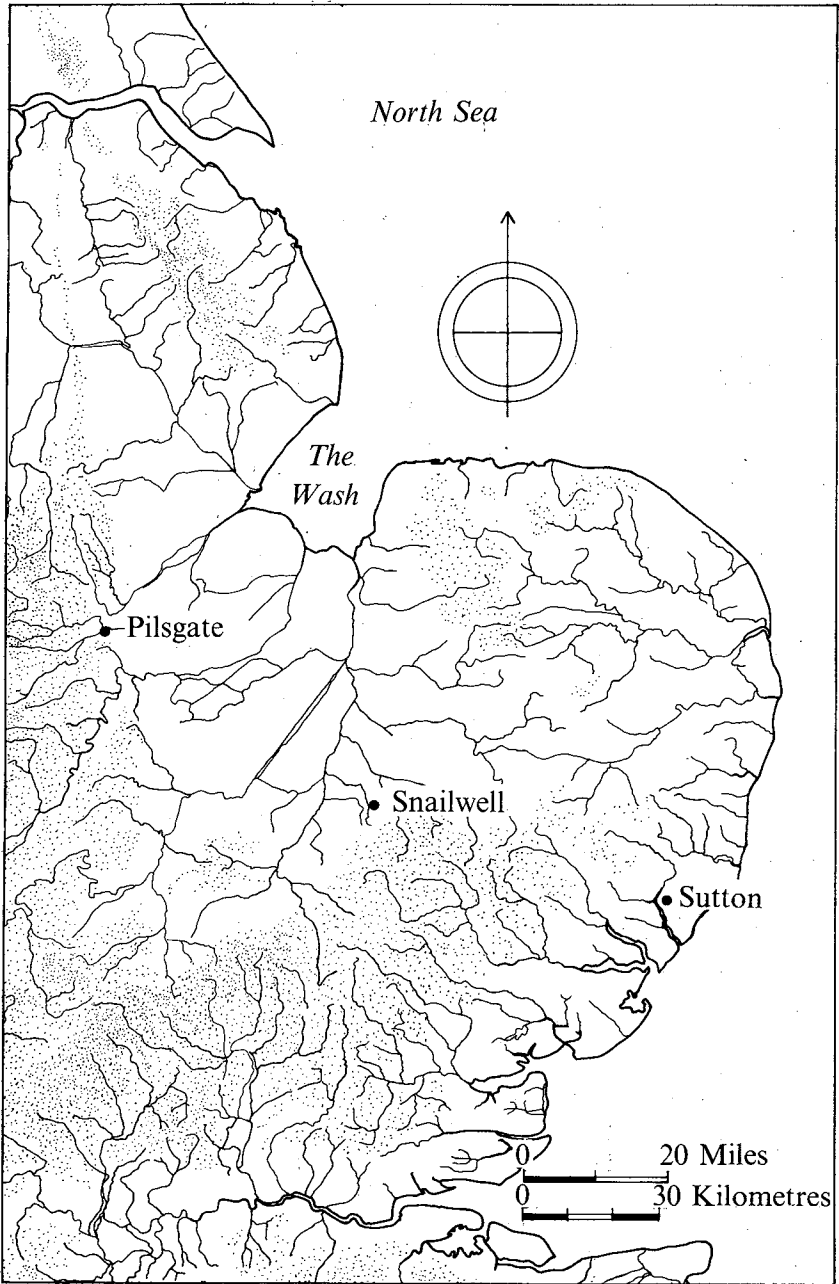 North Sea
The
Wash
Pilsgate
Snailwell
Sutton
0 20 Miles
0 30 Kilometres